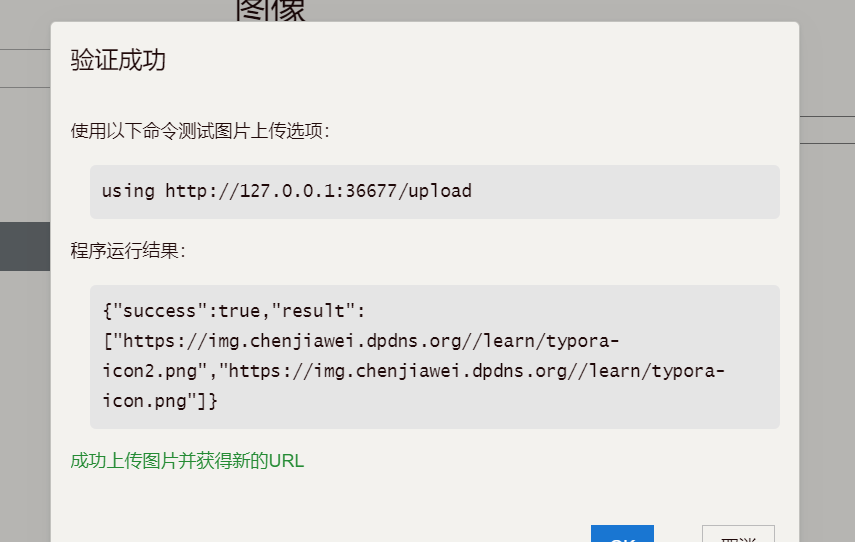 图像
验证成功
使用以下命令测试图片上传选项：
using http://127.0.0.1:36677/upload
程序运行结果：
{"success":true,"result":
["https://img.chenjiawei.dpdns.org//learn/typora-
icon2.png","https://img.chenjiawei.dpdns.org//learn/typora-
icon.png"]}
成功上传图片并获得新的URL
OK 取消